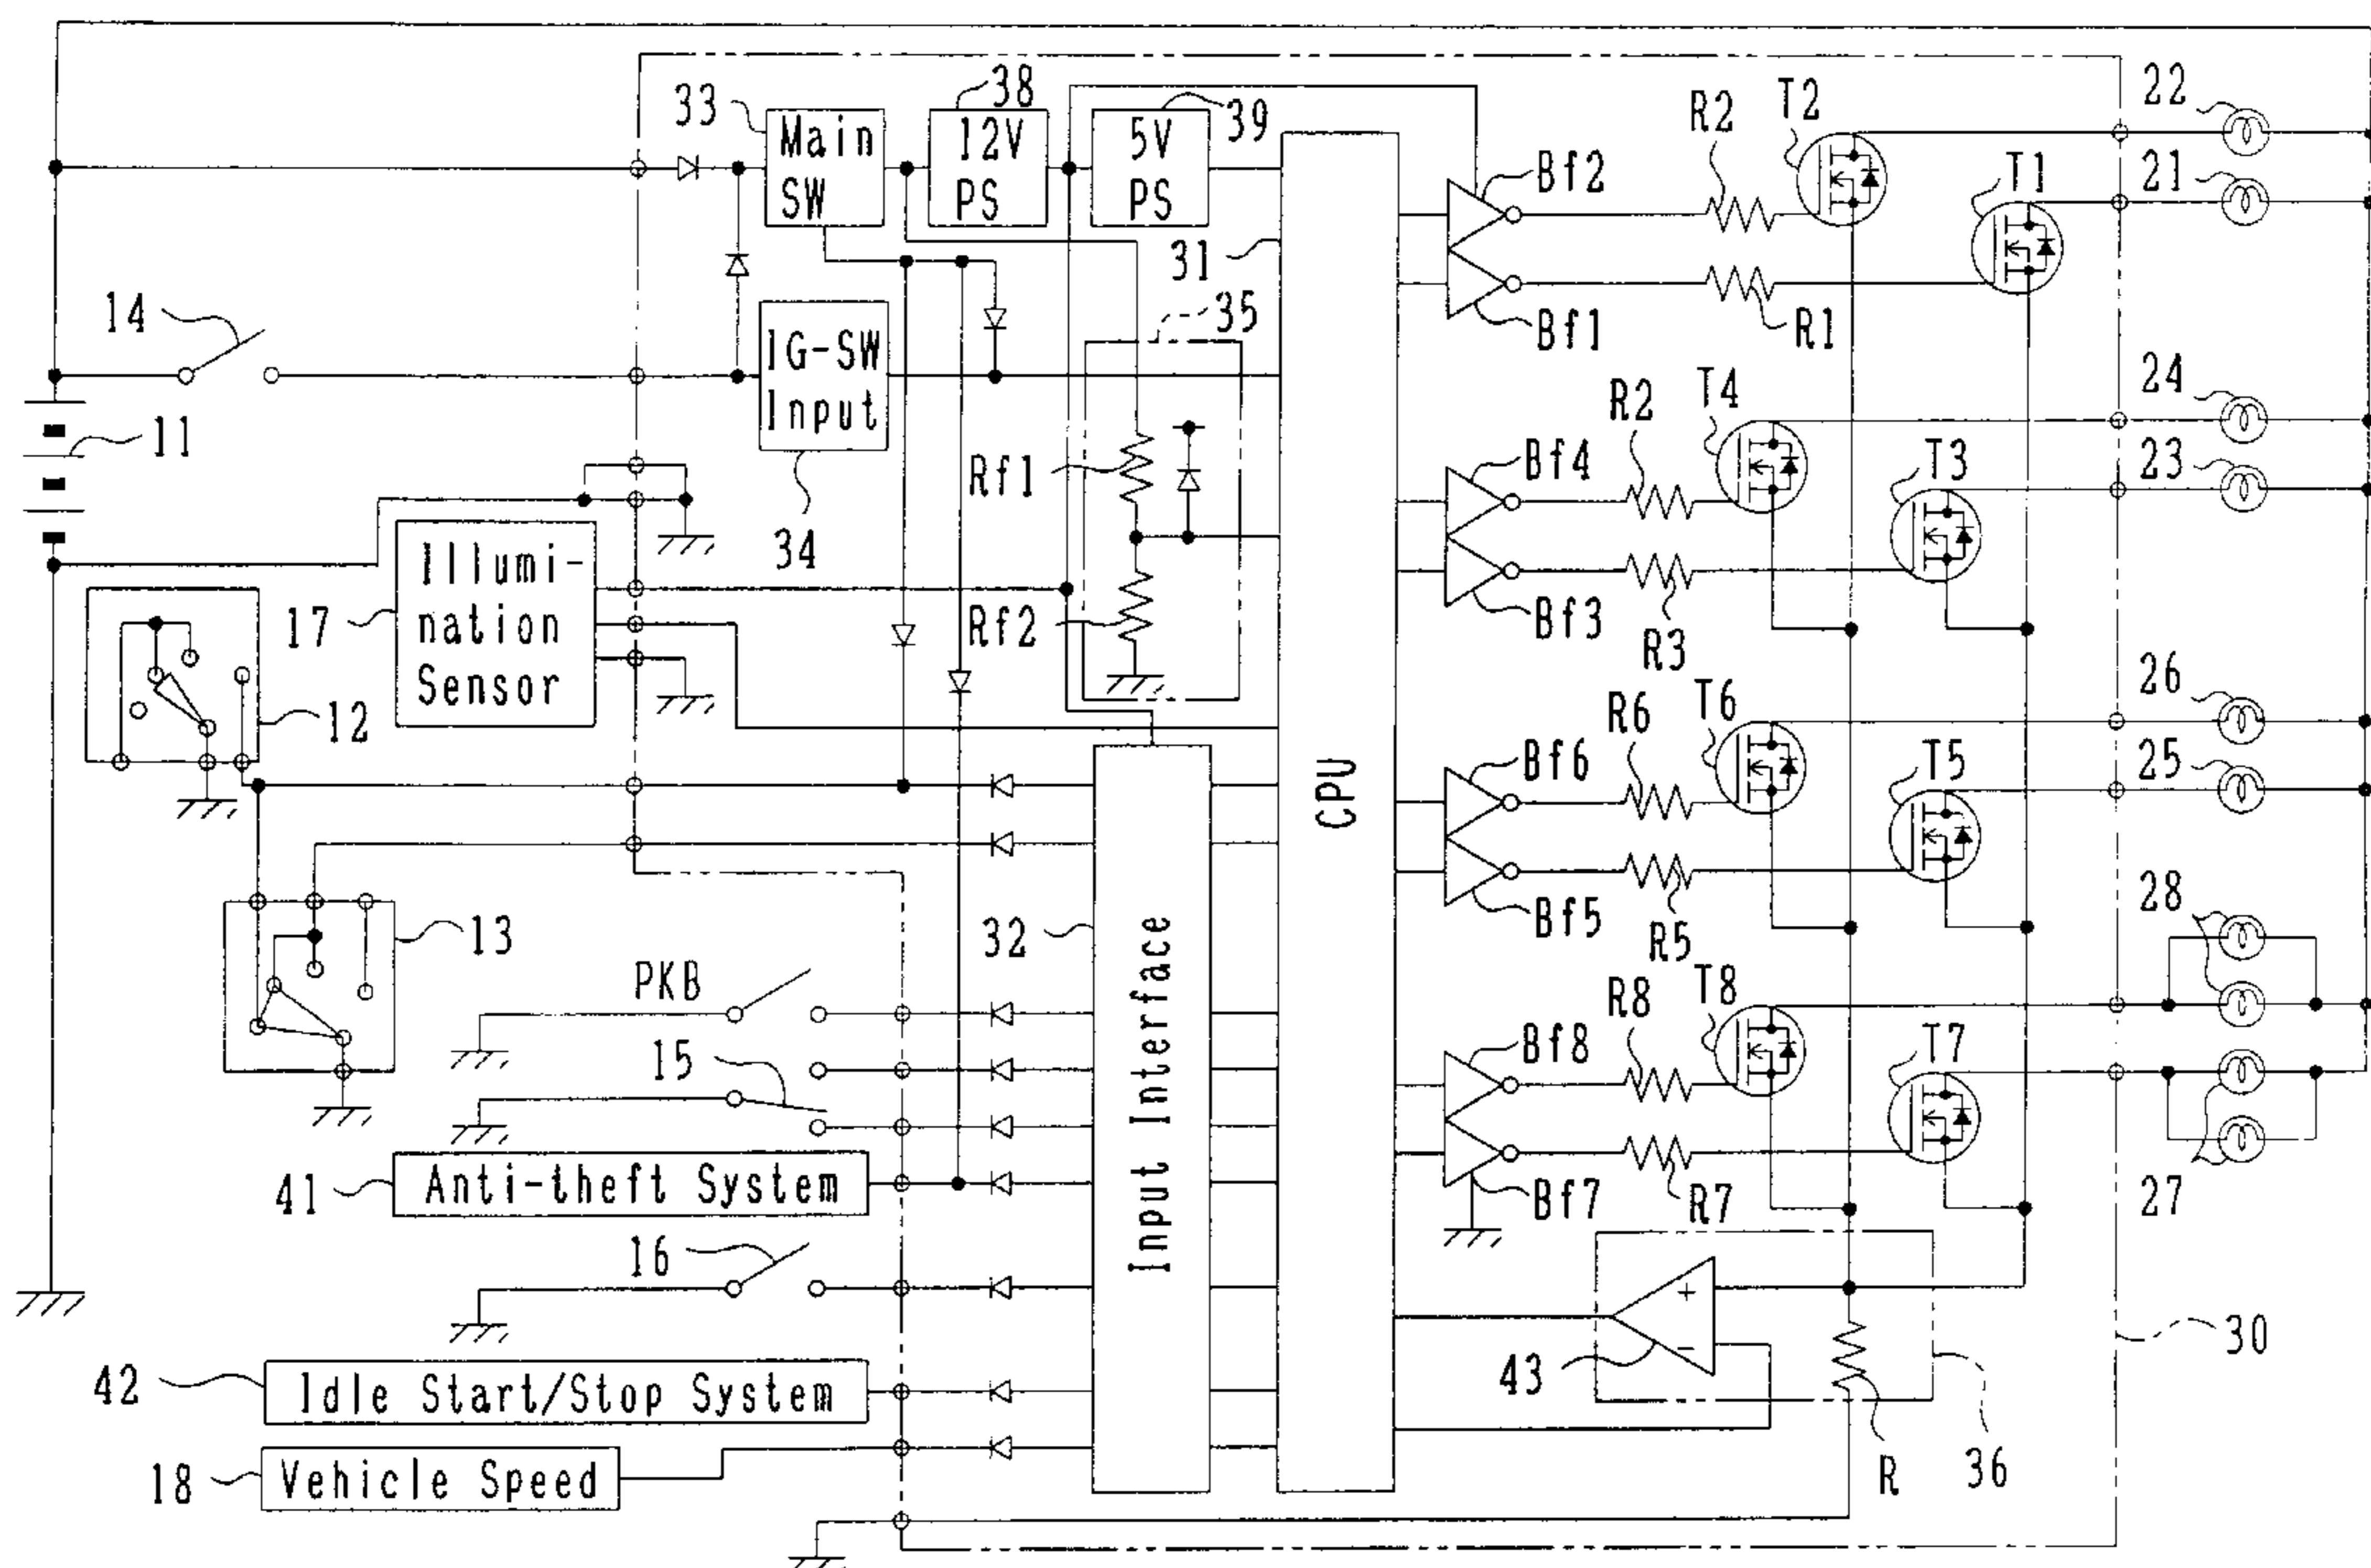 33
Main
SW
38
12V
PS
39
5V
PS
31
14
IG-SW
Input
34
35
11
Illumi-
nation
Sensor
17
Rf1
Rf2
12
13
PKB
15
32
Input Interface
CPU
41
Anti-theft System
16
42
Idle Start/Stop System
18
Vehicle Speed
Bf2
Bf1
R2
R1
T2
T1
22
21
Bf4
Bf3
R2
R3
T4
T3
24
23
Bf6
Bf5
R6
R5
T6
T5
26
25
Bf8
Bf7
R8
R7
T8
T7
28
27
+
−
43
R
36
30